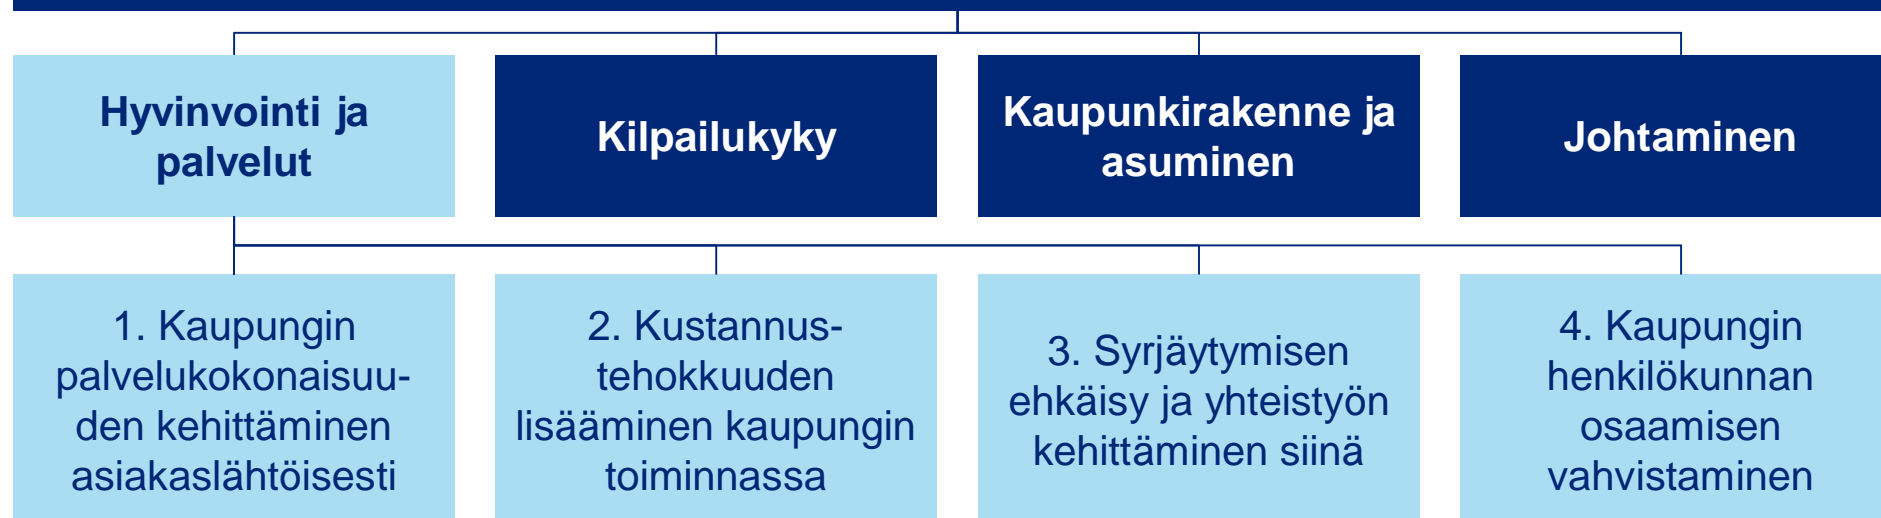 Hyvinvointi ja
palvelut
Kilpailukyky
Kaupunkirakenne ja
asuminen
Johtaminen
1. Kaupungin
palvelukokonaisuu-
den kehittäminen
asiakaslähtöisesti
2. Kustannus-
tehokkuuden
lisääminen kaupungin
toiminnassa
3. Syrjäytymisen
ehkäisy ja yhteistyön
kehittäminen siinä
4. Kaupungin
henkilökunnan
osaamisen
vahvistaminen